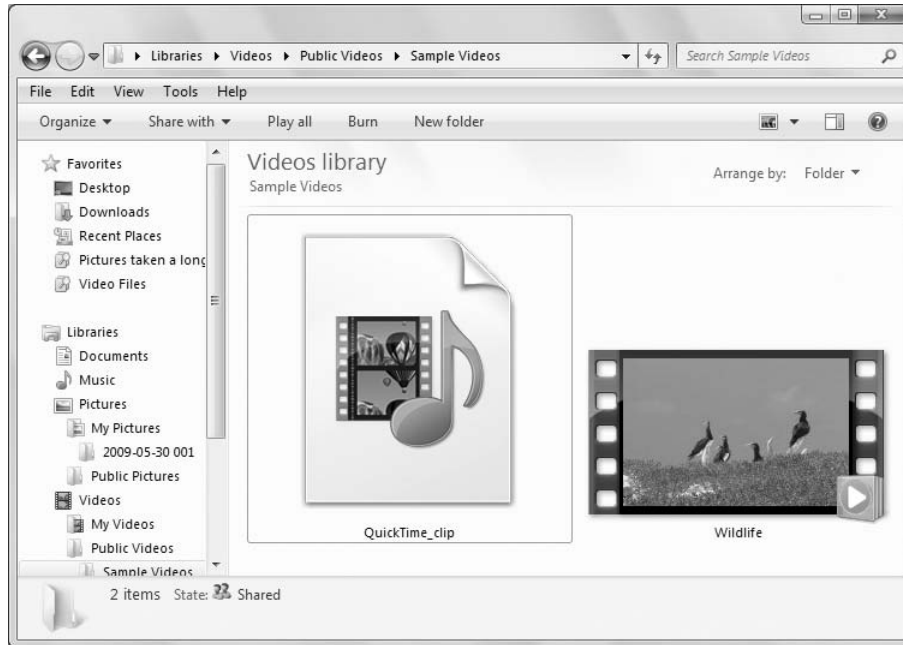 Libraries Videos Public Videos Sample Videos Search Sample Videos
File Edit View Tools Help
Organize Share with Play all Burn New folder
Favorites
Desktop
Downloads
Recent Places
Pictures taken a long
Video Files
Libraries
Documents
Music
Pictures
My Pictures
2009-05-30 001
Public Pictures
Videos
My Videos
Public Videos
Sample Videos
Videos library
Sample Videos
Arrange by: Folder
QuickTime_clip
Wildlife
2 items State: Shared